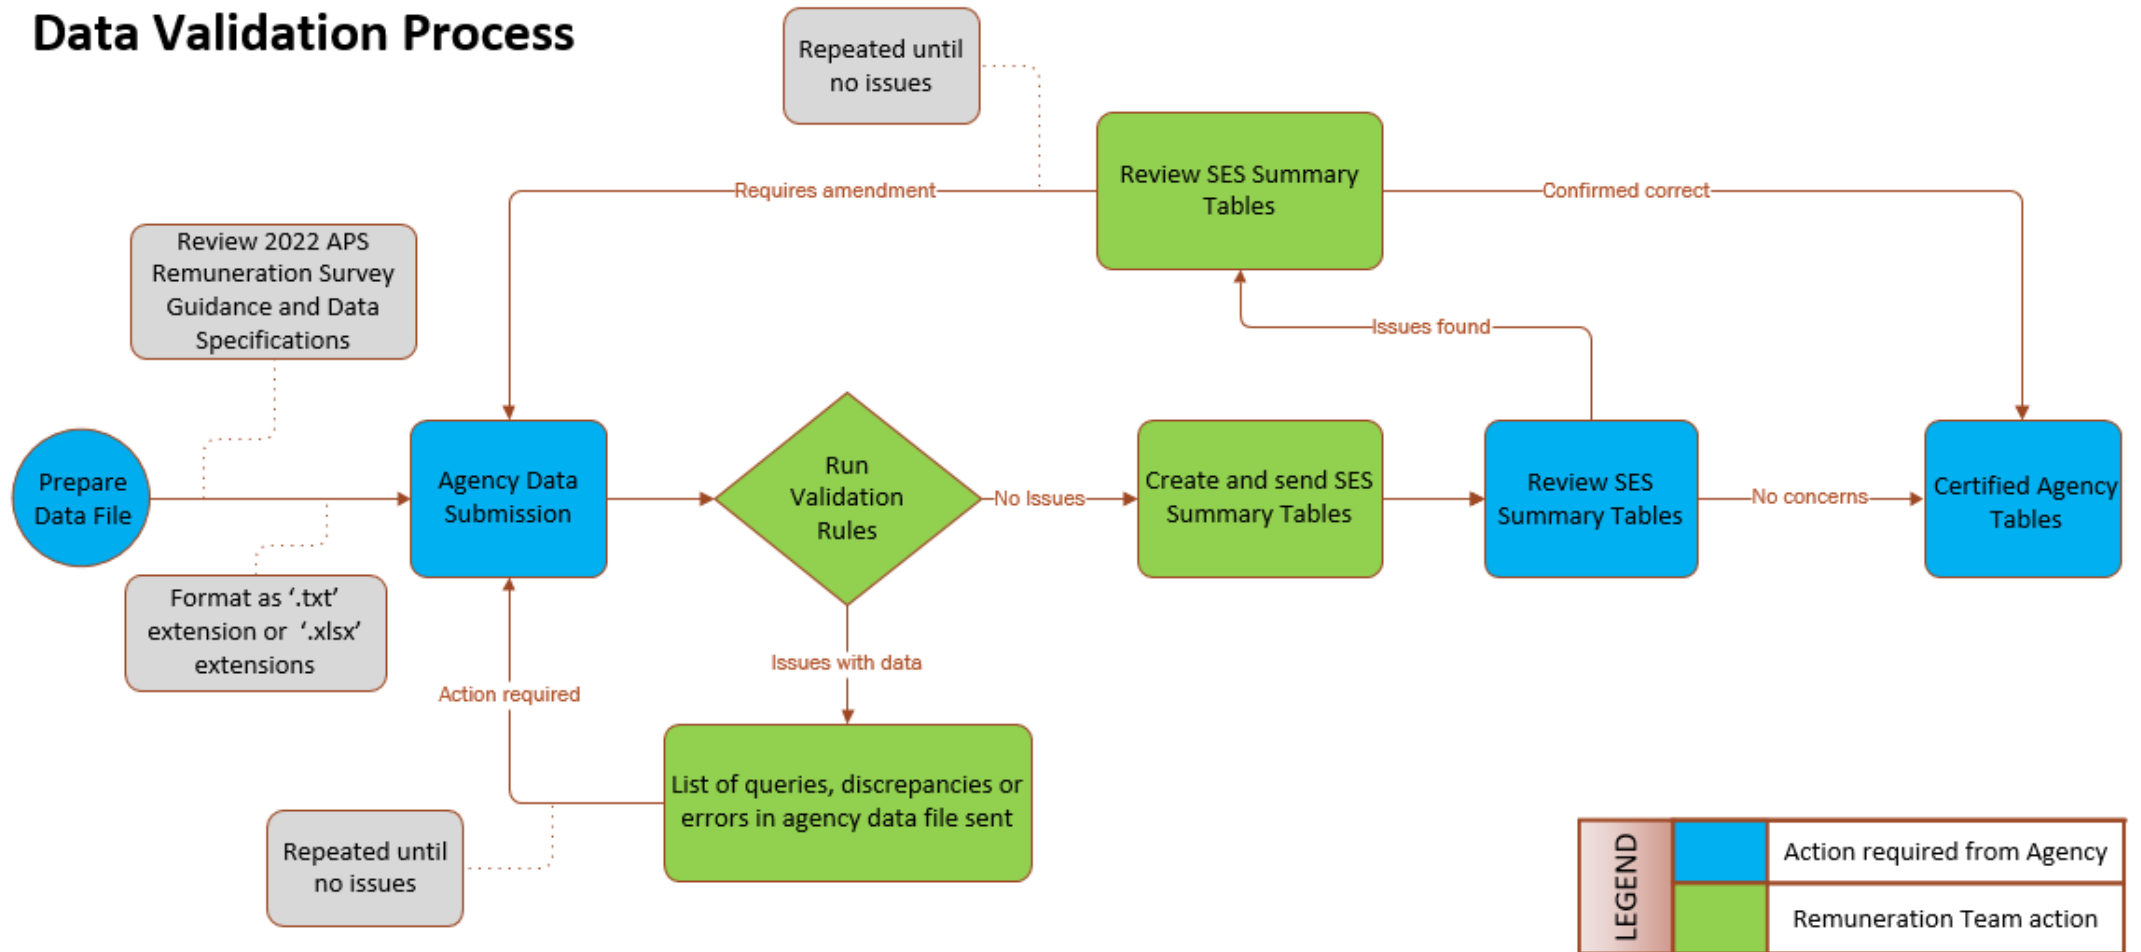 Data Validation Process
Repeated until
no issues
Review SES Summary
Tables
Requires amendment
Confirmed correct
Review 2022 APS
Remuneration Survey
Guidance and Data
Specifications
Issues found
Prepare
Data File
Agency Data
Submission
Run
Validation
Rules
No Issues
Create and send SES
Summary Tables
Review SES
Summary Tables
No concerns
Certified Agency
Tables
Format as ‘.txt’
extension or ‘.xlsx’
extensions
Issues with data
Action required
List of queries, discrepancies or
errors in agency data file sent
Repeated until
no issues
LEGEND
Action required from Agency
Remuneration Team action